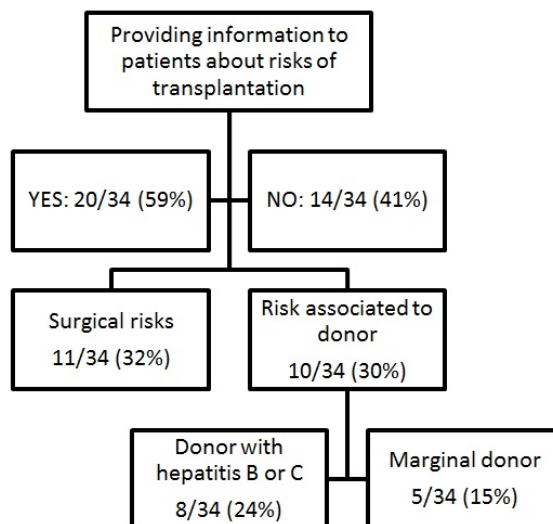 Providing information to
patients about risks of
transplantation
YES: 20/34 (59%)
NO: 14/34 (41%)
Surgical risks
11/34 (32%)
Risk associated to
donor
10/34 (30%)
Donor with
hepatitis B or C
8/34 (24%)
Marginal donor
5/34 (15%)